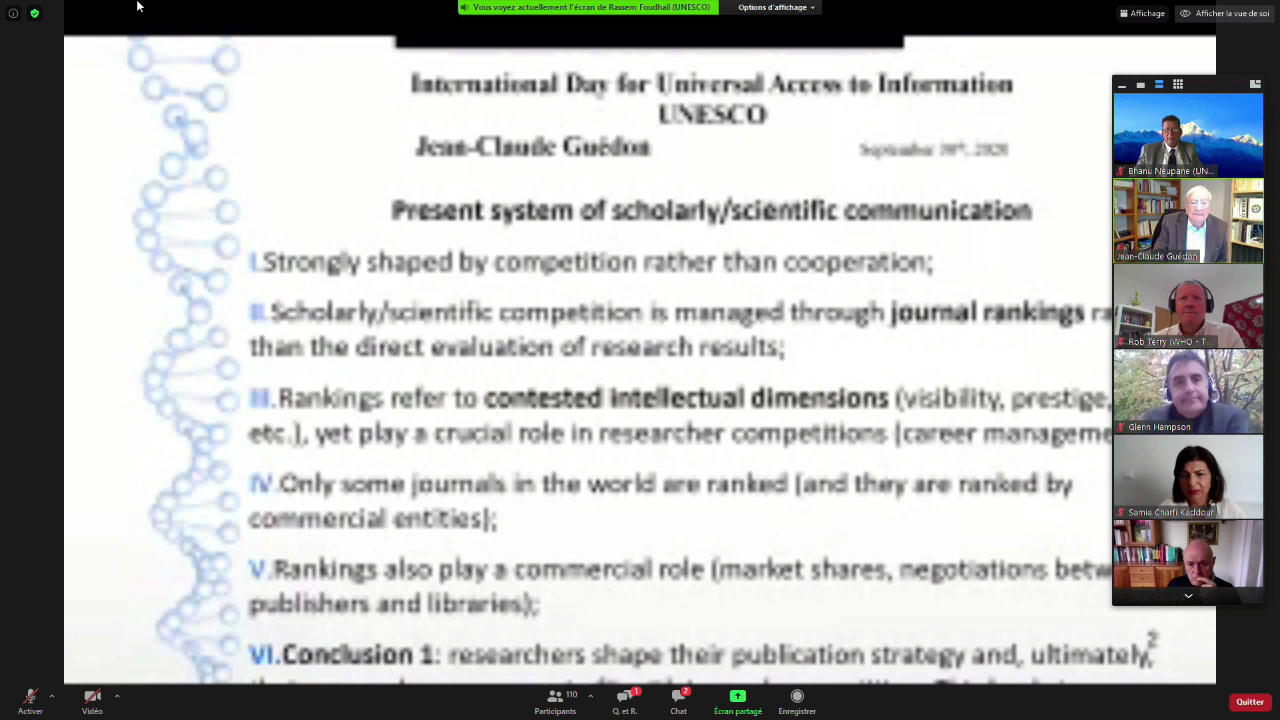 Vous voyez actuellement l'écran de Rassem Foudhail (UNESCO)
Options d'affichage
Affichage
Afficher la vue de soi
International Day for Universal Access to Information
UNESCO
Jean-Claude Guédon
September 30th, 2020
Present system of scholarly/scientific communication
I.Strongly shaped by competition rather than cooperation;
II.Scholarly/scientific competition is managed through journal rankings ra
than the direct evaluation of research results;
III.Rankings refer to contested intellectual dimensions (visibility, prestige,
etc.), yet play a crucial role in researcher competitions (career manageme
IV.Only some journals in the world are ranked (and they are ranked by
commercial entities);
V.Rankings also play a commercial role (market shares, negotiations betw
publishers and libraries);
VI.Conclusion 1: researchers shape their publication strategy and, ultimately,
2
Bhanu Neupane (UN...
Jean-Claude Guédon
Rob Terry (WHO - T...
Glenn Hampson
Samia Charfi Kaddour
Activer
Vidéo
110
Participants
1
Q. et R.
2
Chat
Écran partagé
Enregistrer
Quitter